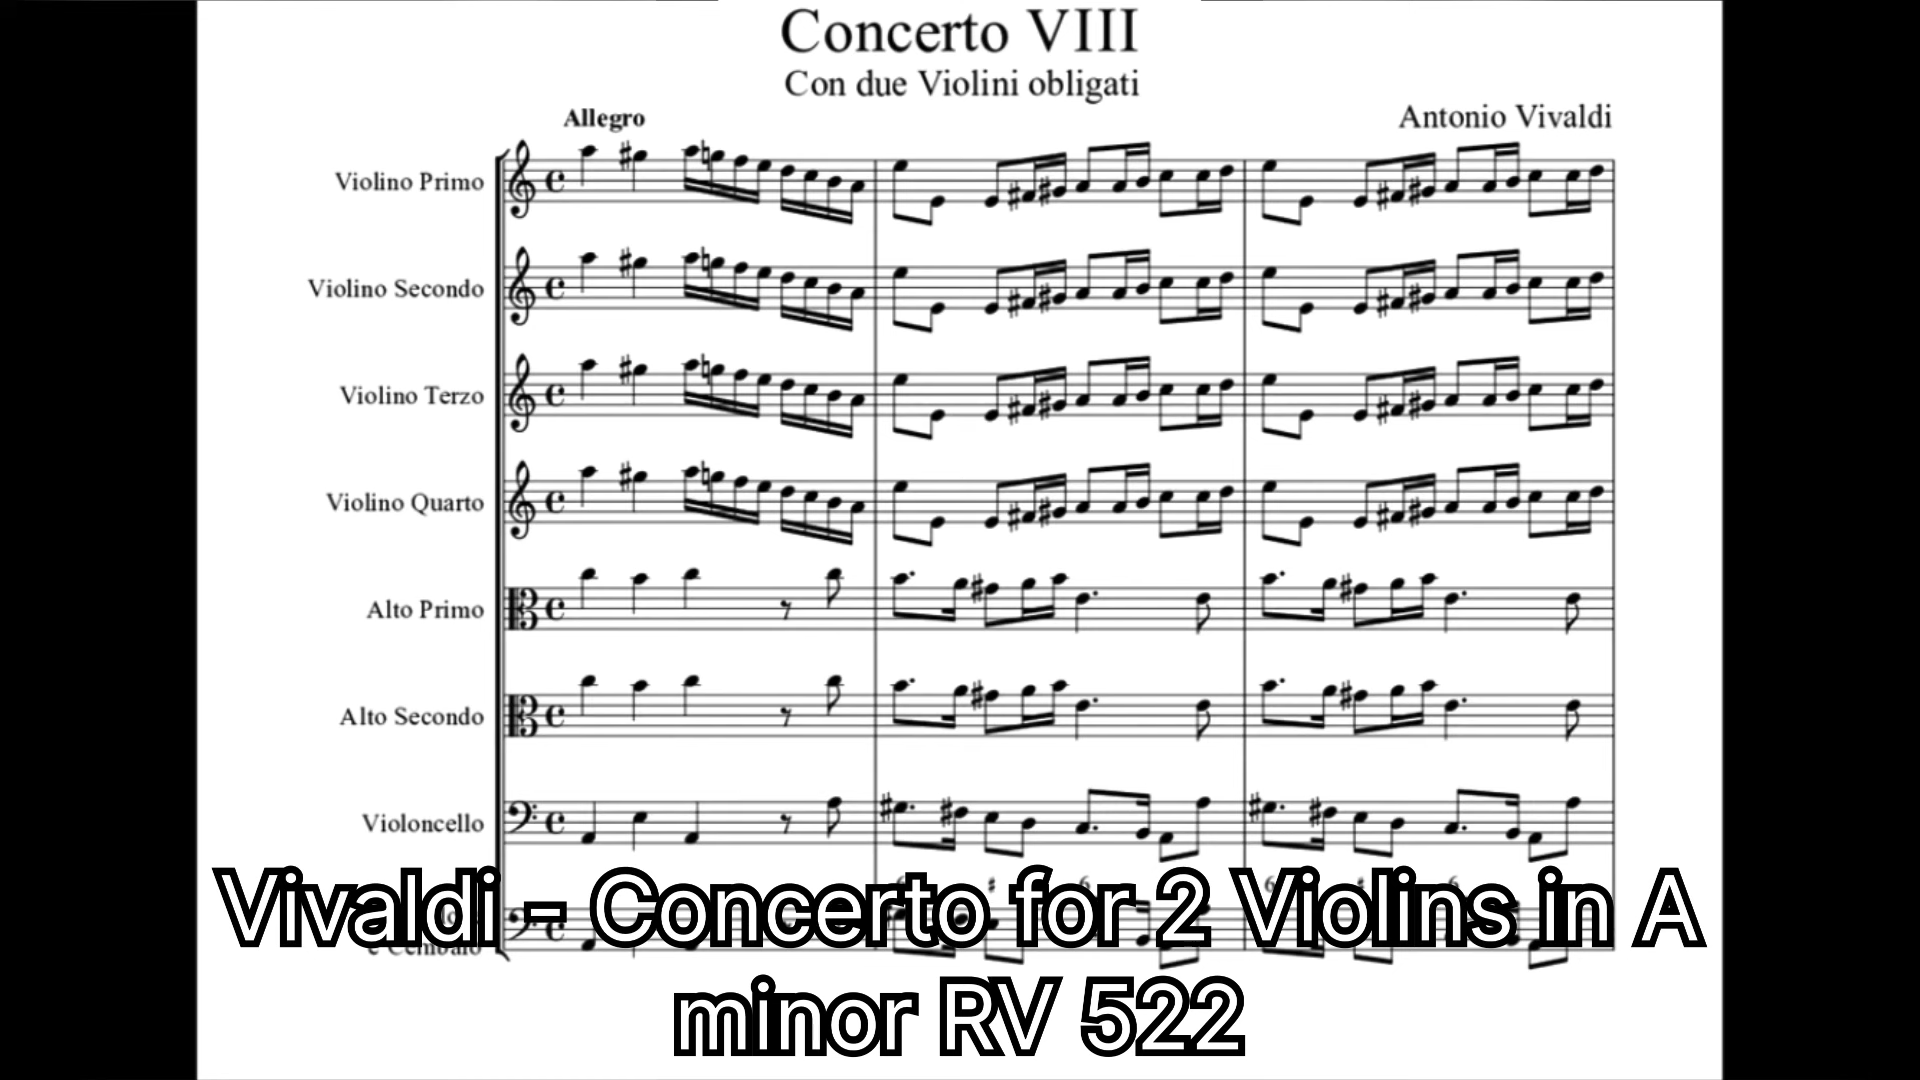 Concerto VIII
Con due Violini obligati
Allegro
Antonio Vivaldi
Violino Primo
Violino Secondo
Violino Terzo
Violino Quarto
Alto Primo
Alto Secondo
Violoncello
Vivaldi - Concerto for 2 Violins in A
minor RV 522